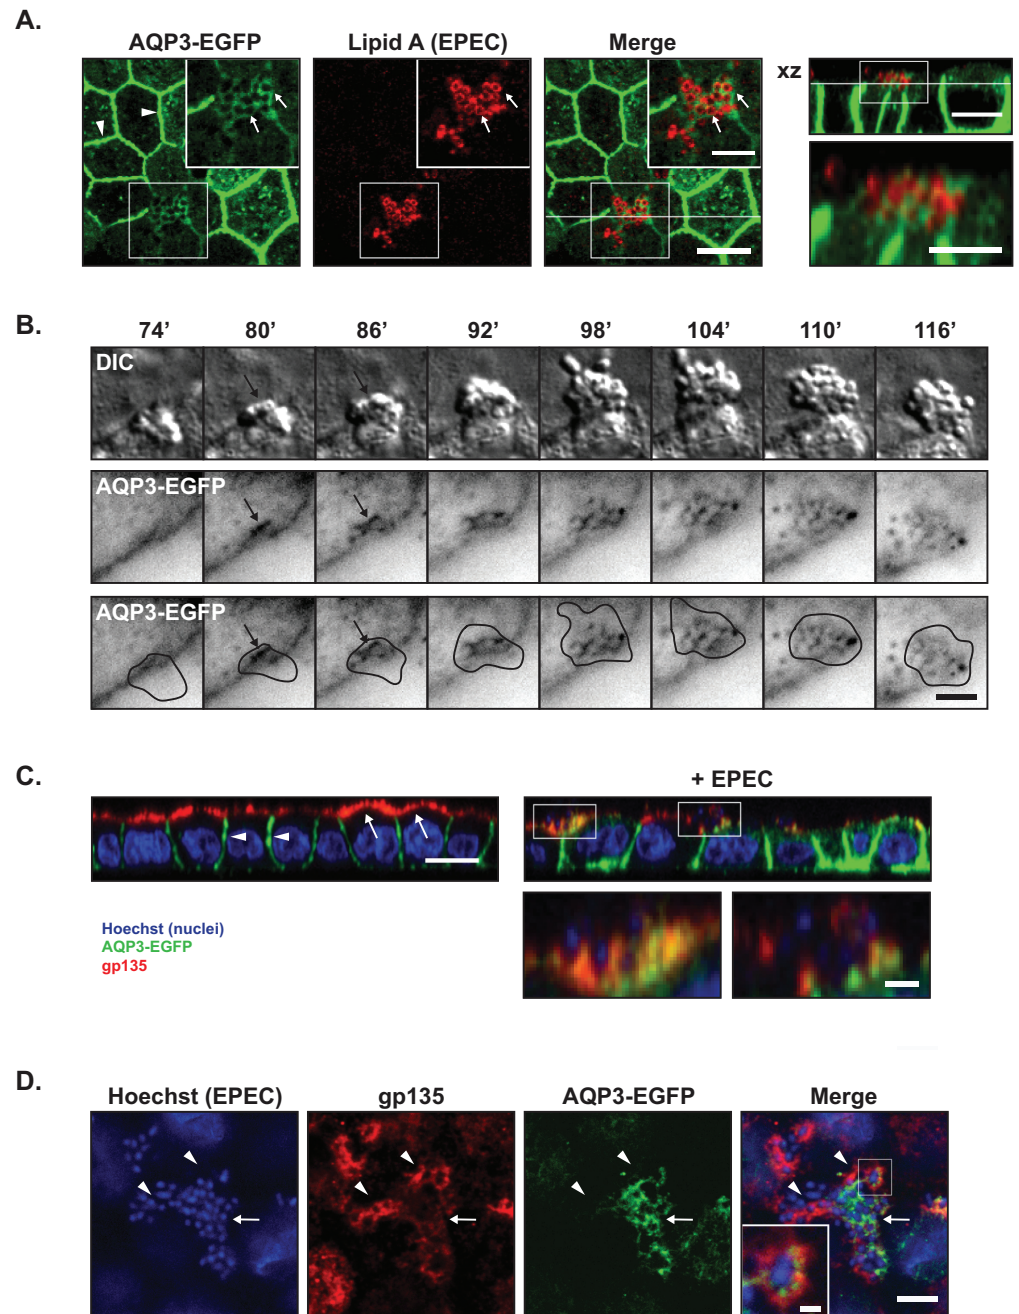 A.
AQP3-EGFP Lipid A (EPEC) Merge
xz
B.
74’ 80’ 86’ 92’ 98’ 104’ 110’ 116’
DIC
AQP3-EGFP
AQP3-EGFP
C.
+ EPEC
Hoechst (nuclei)
AQP3-EGFP
gp135
D.
Hoechst (EPEC) gp135 AQP3-EGFP Merge